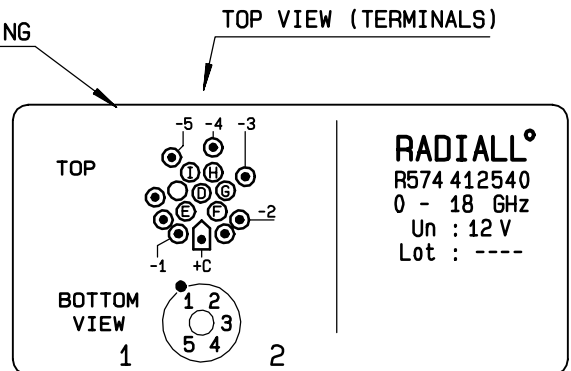 NG
TOP VIEW (TERMINALS)
TOP
-5 -4 -3
I H
D G
E F
-2
-1 +C
BOTTOM
VIEW
1 2
3
5 4
1 2
RADIALL°
R574 412540
0 - 18 GHz
Un : 12 V
Lot : ----